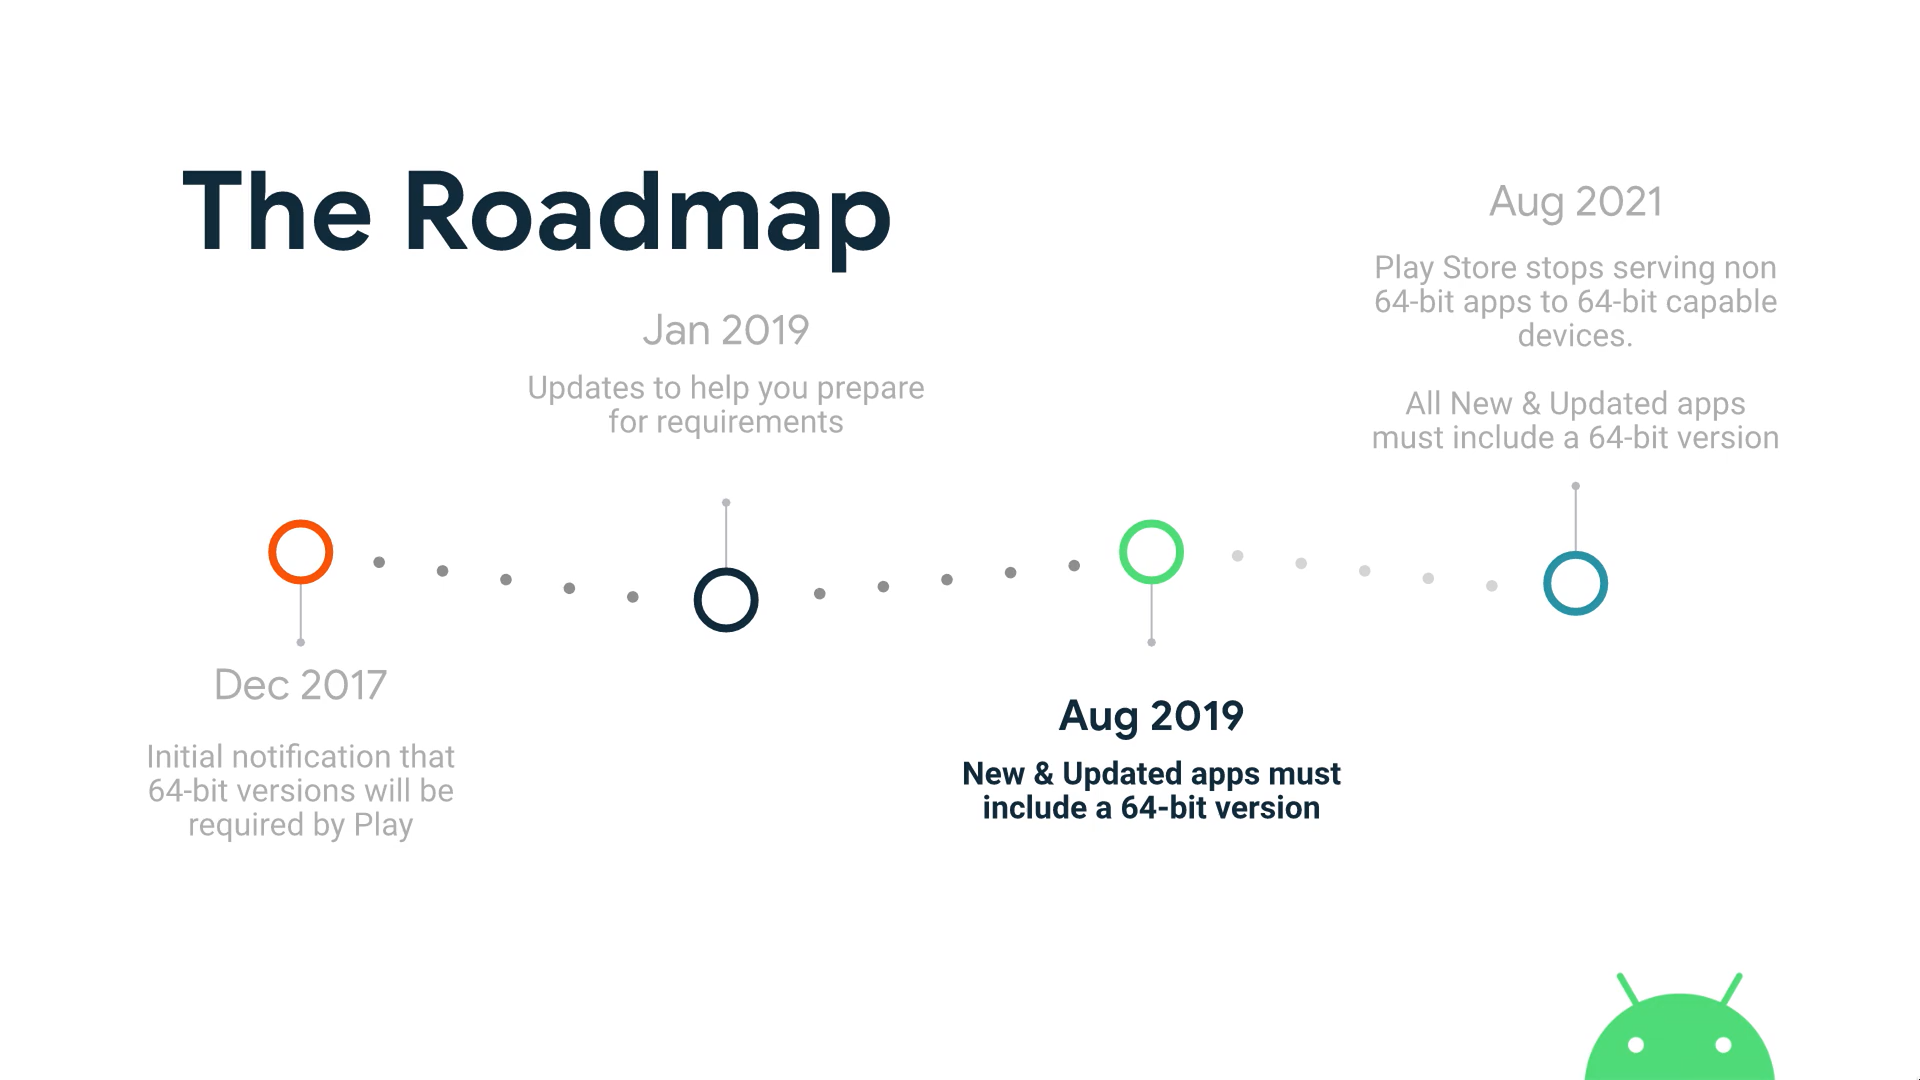 The Roadmap
Dec 2017
Initial notification that
64-bit versions will be
required by Play
Jan 2019
Updates to help you prepare
for requirements
Aug 2019
New & Updated apps must
include a 64-bit version
Aug 2021
Play Store stops serving non
64-bit apps to 64-bit capable
devices.
All New & Updated apps
must include a 64-bit version